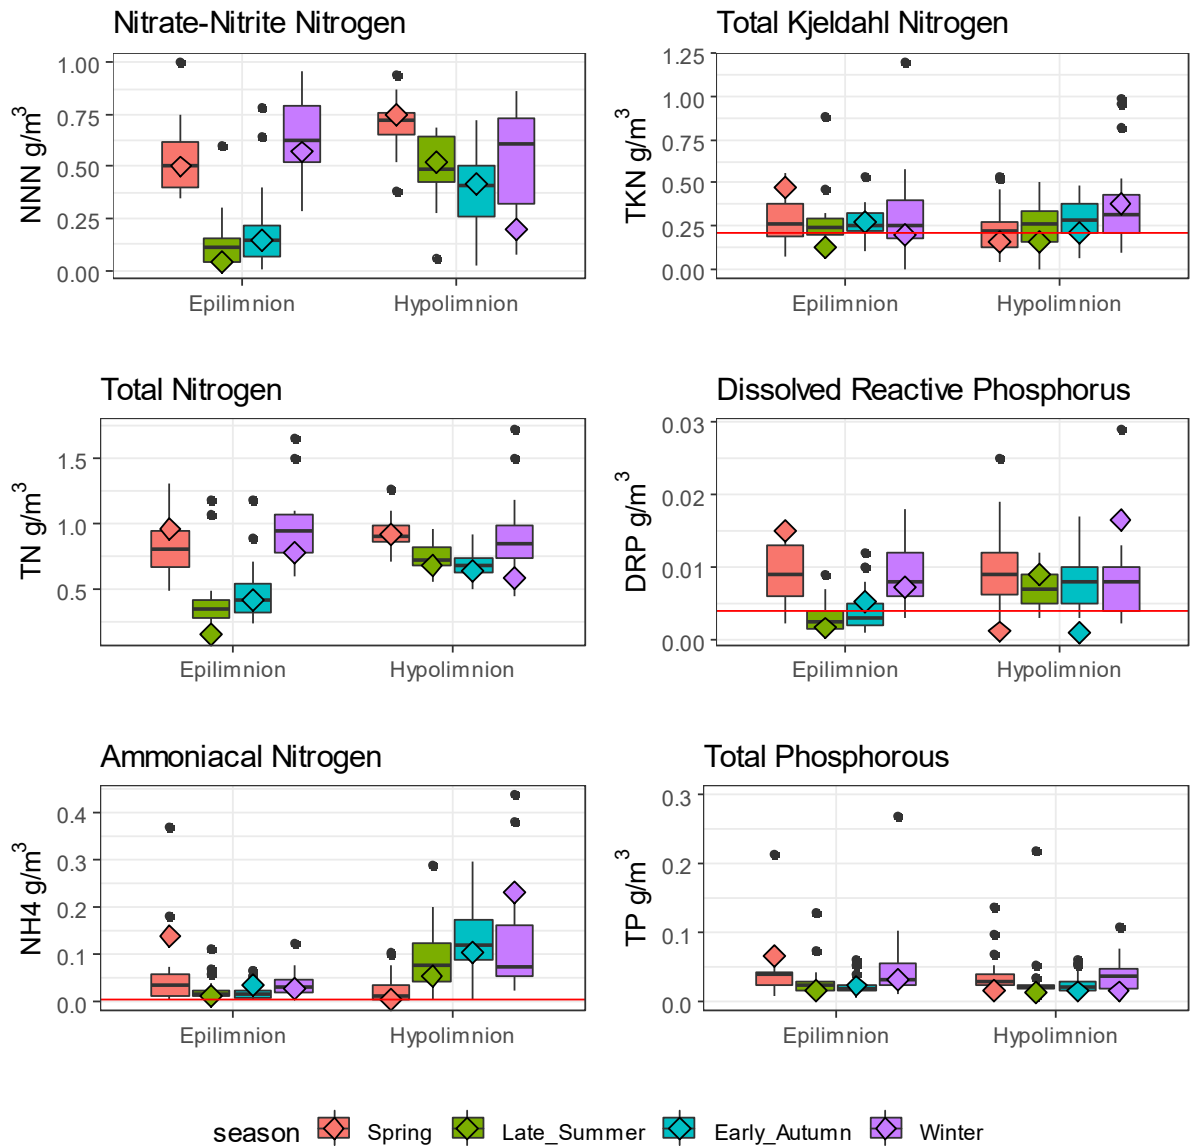 Nitrate-Nitrite Nitrogen
NNN g/m³
1.00
0.75
0.50
0.25
0.00
Epilimnion Hypolimnion
Total Kjeldahl Nitrogen
TKN g/m³
1.25
1.00
0.75
0.50
0.25
0.00
Epilimnion Hypolimnion
Total Nitrogen
TN g/m³
1.5
1.0
0.5
Epilimnion Hypolimnion
Dissolved Reactive Phosphorus
DRP g/m³
0.03
0.02
0.01
0.00
Epilimnion Hypolimnion
Ammoniacal Nitrogen
NH4 g/m³
0.4
0.3
0.2
0.1
0.0
Epilimnion Hypolimnion
Total Phosphorous
TP g/m³
0.3
0.2
0.1
0.0
Epilimnion Hypolimnion
season Spring Late_Summer Early_Autumn Winter